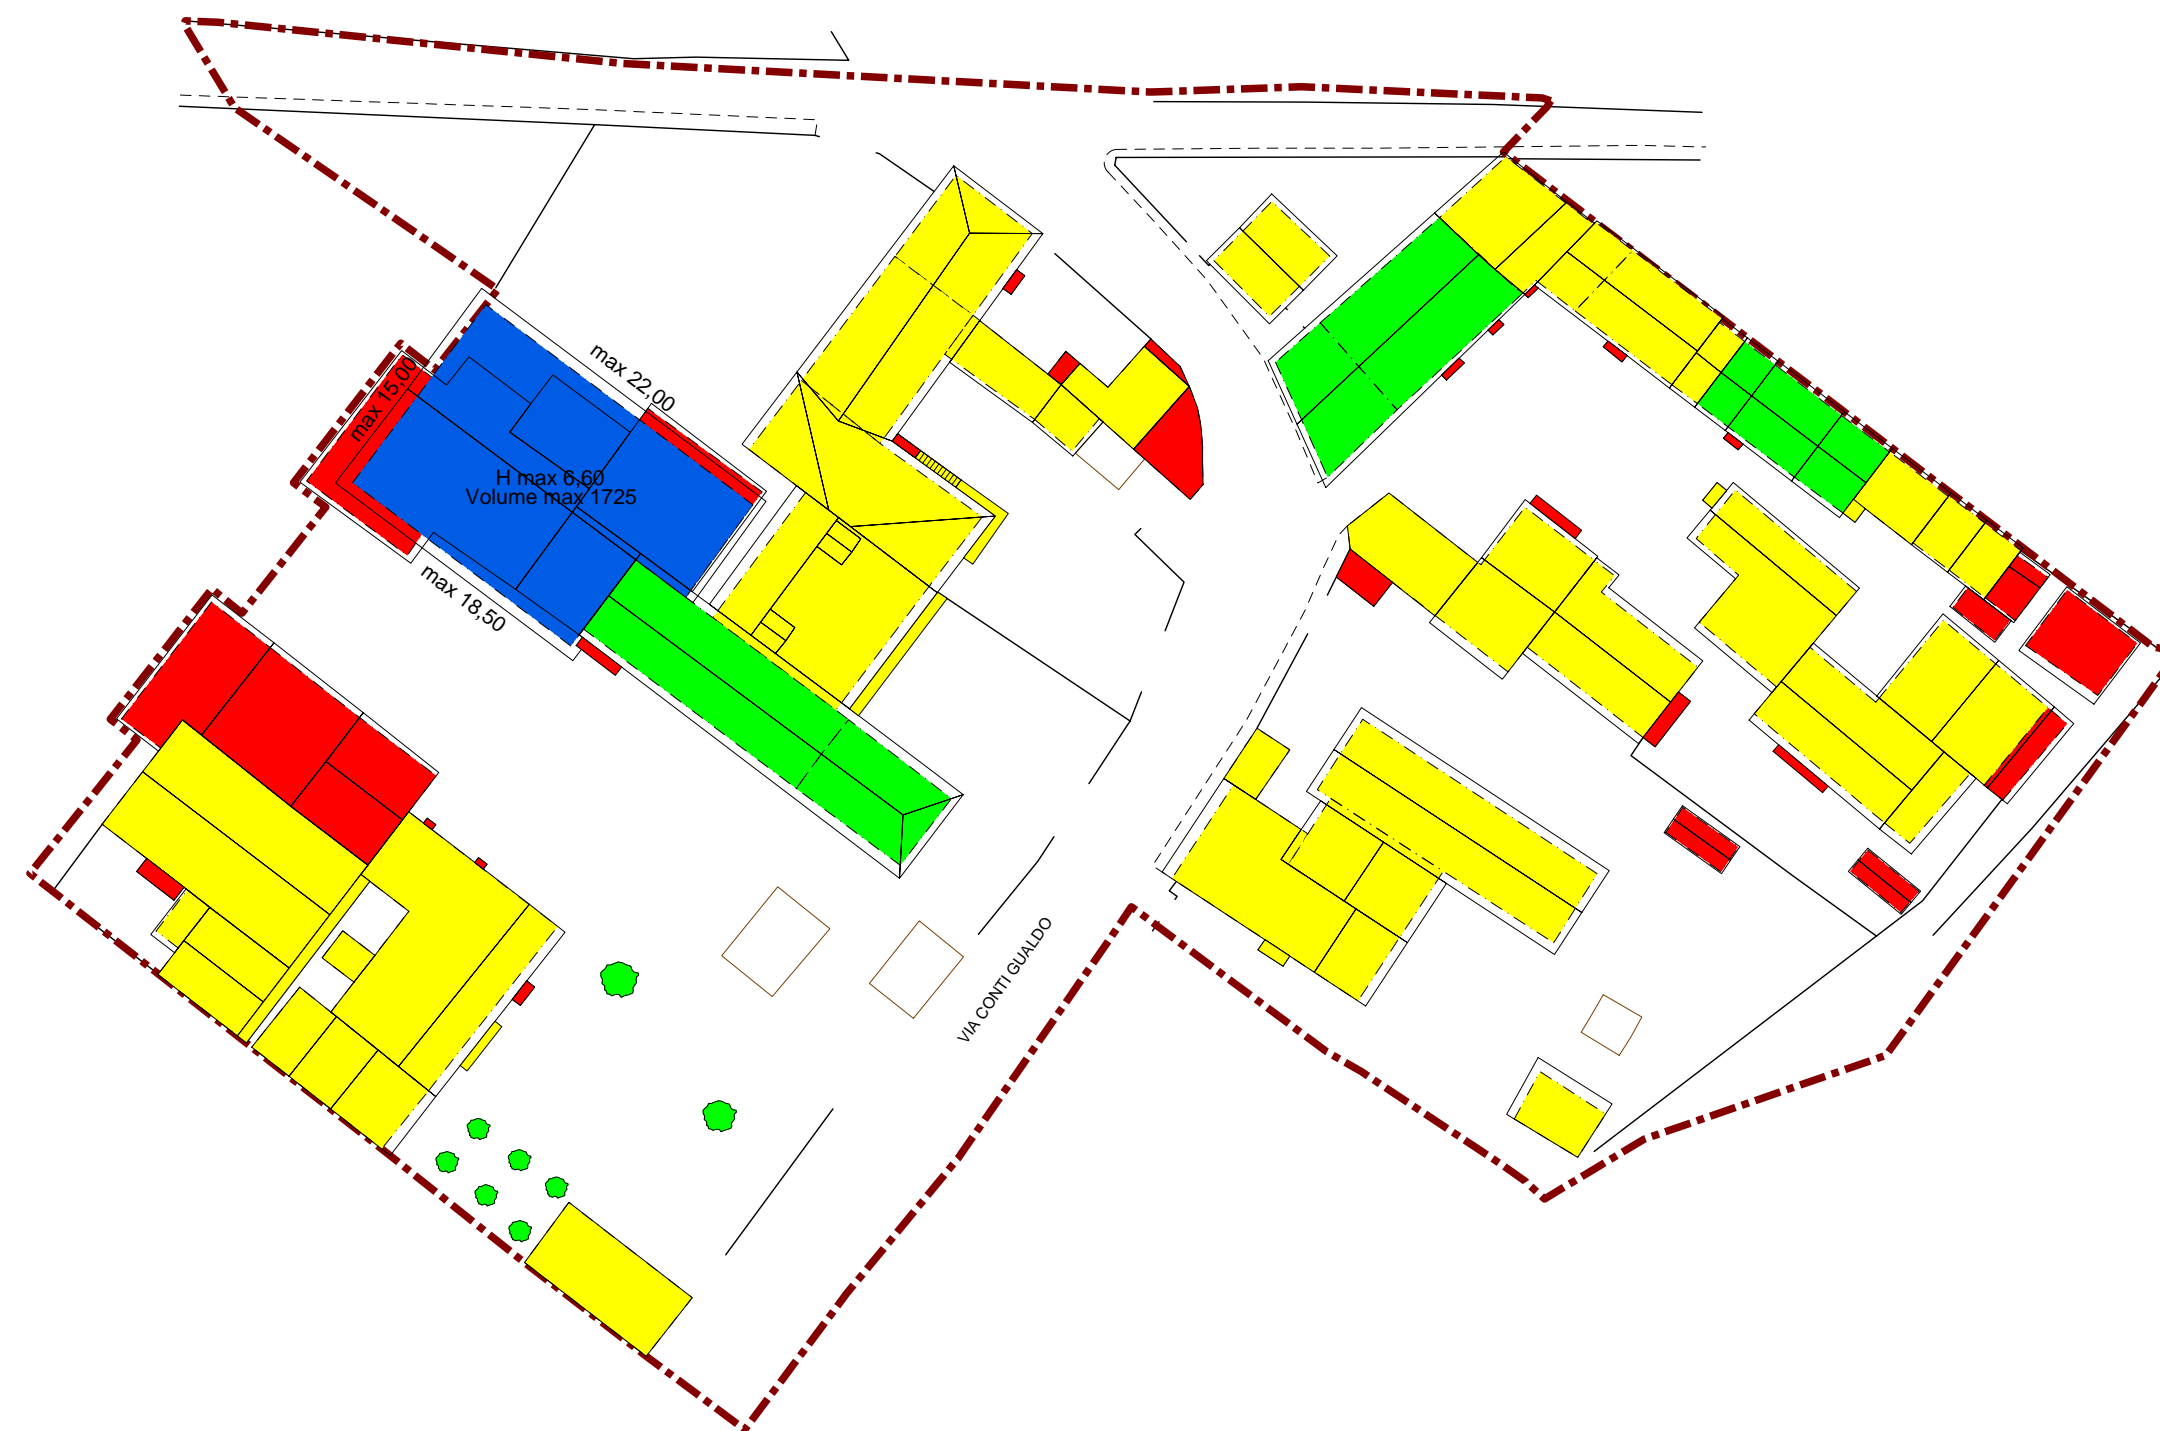 max 22,00
max 15,00
H max 6,60
Volume max 1725
max 18,50
VIA CONTI GUALDO